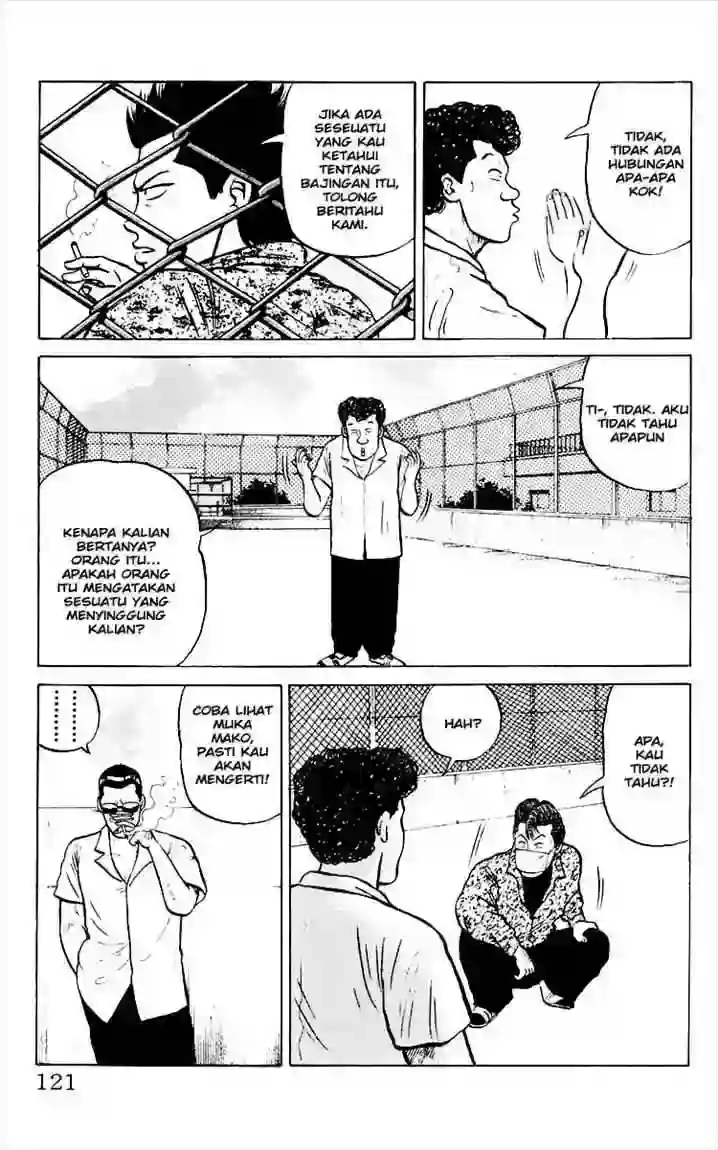 TIDAK,
TIDAK ADA
HUBUNGAN
APA-APA
KOK!
JIKA ADA
SESEUATU
YANG KAU
KETAHUI
TENTANG
BAJINGAN ITU,
TOLONG
BERITAHU
KAMI.
TI-, TIDAK. AKU
TIDAK TAHU
APAPUN
KENAPA KALIAN
BERTANYA?
ORANG ITU...
APAKAH ORANG
ITU MENGATAKAN
SESUATU YANG
MENYINGGUNG
KALIAN?
APA,
KAU
TIDAK
TAHU?!
HAH?
COBA LIHAT
MUKA
MAKO,
PASTI KAU
AKAN
MENGERTI!
121